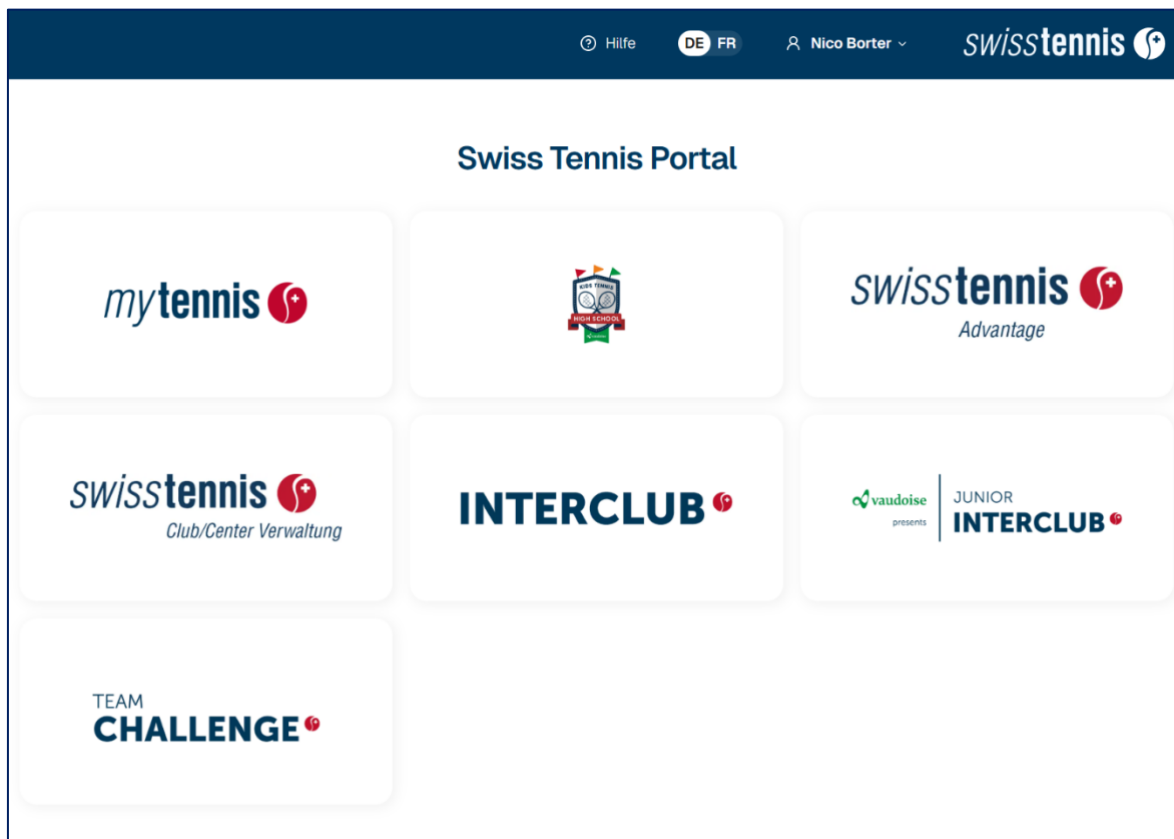 Hilfe
DE FR
Nico Borter
swisstennis
Swiss Tennis Portal
mytennis
KIDS TENNIS
HIGH SCHOOL
swisstennis
Advantage
swisstennis
Club/Center Verwaltung
INTERCLUB
vaudoise
presents
JUNIOR
INTERCLUB
TEAM
CHALLENGE